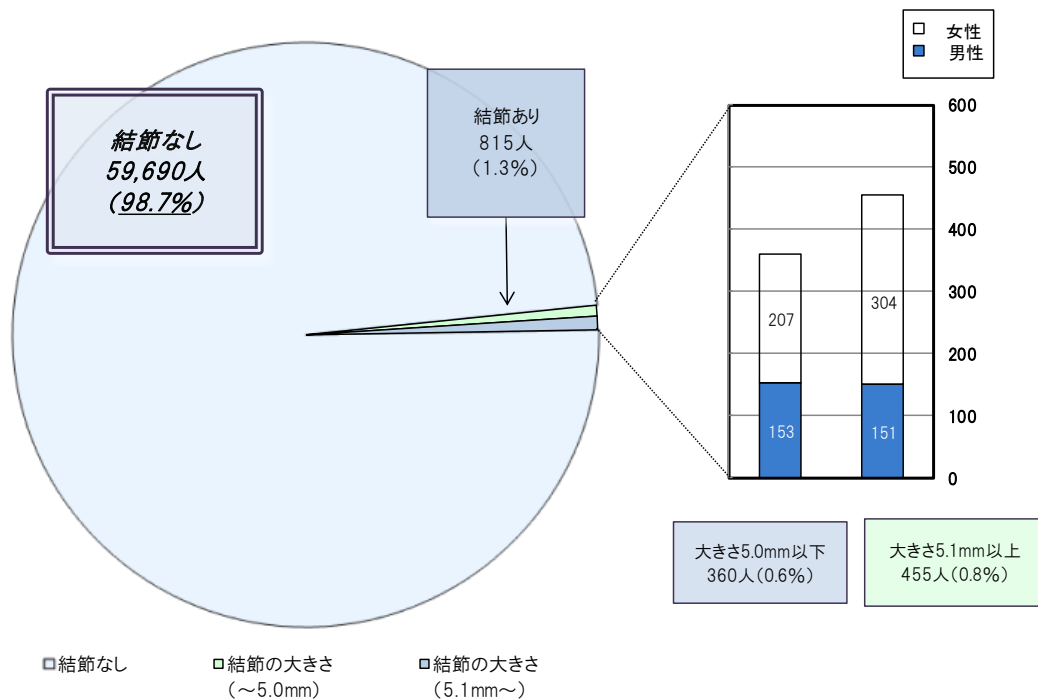 女性
男性
結節なし
59,690人
(98.7%)
結節あり
815人
(1.3%)
600
500
400
300
200
100
0
207
304
153
151
大きさ5.0mm以下
360人(0.6%)
大きさ5.1mm以上
455人(0.8%)
結節なし
結節の大きさ
(～5.0mm)
結節の大きさ
(5.1mm～)